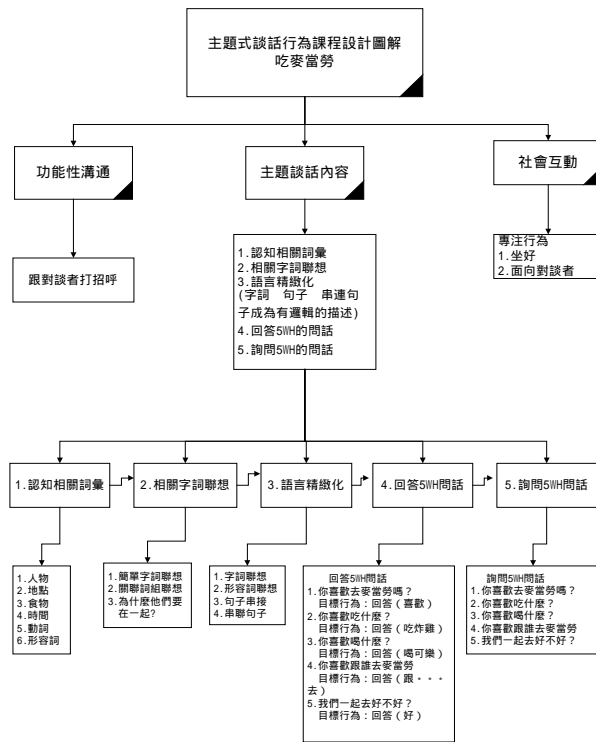 主題式談話行為課程設計圖解
吃麥當勞
功能性溝通
主題談話內容
社會互動
跟對談者打招呼
1.認知相關詞彙
2.相關字詞聯想
3.語言精緻化
(字詞 句子 串連句
子成為有邏輯的描述)
4.回答5WH的問話
5.詢問5WH的問話
專注行為
1.坐好
2.面向對談者
1.認知相關詞彙
2.相關字詞聯想
3.語言精緻化
4.回答5WH問話
5.詢問5WH問話
1.人物
2.地點
3.食物
4.時間
5.動詞
6.形容詞
1.簡單字詞聯想
2.關聯詞組聯想
3.為什麼他們要
在一起?
1.字詞聯想
2.形容詞聯想
3.句子串接
4.串聯句子
回答5WH問話
1.你喜歡去麥當勞嗎?
目標行為:回答(喜歡)
2.你喜歡吃什麼?
目標行為:回答(吃炸雞)
3.你喜歡喝什麼?
目標行為:回答(喝可樂)
4.你喜歡跟誰去麥當勞
目標行為:回答(跟・・・
去)
5.我們一起去好不好?
目標行為:回答(好)
詢問5WH問話
1.你喜歡去麥當勞嗎?
2.你喜歡吃什麼?
3.你喜歡喝什麼?
4.你喜歡跟誰去麥當勞
5.我們一起去好不好?